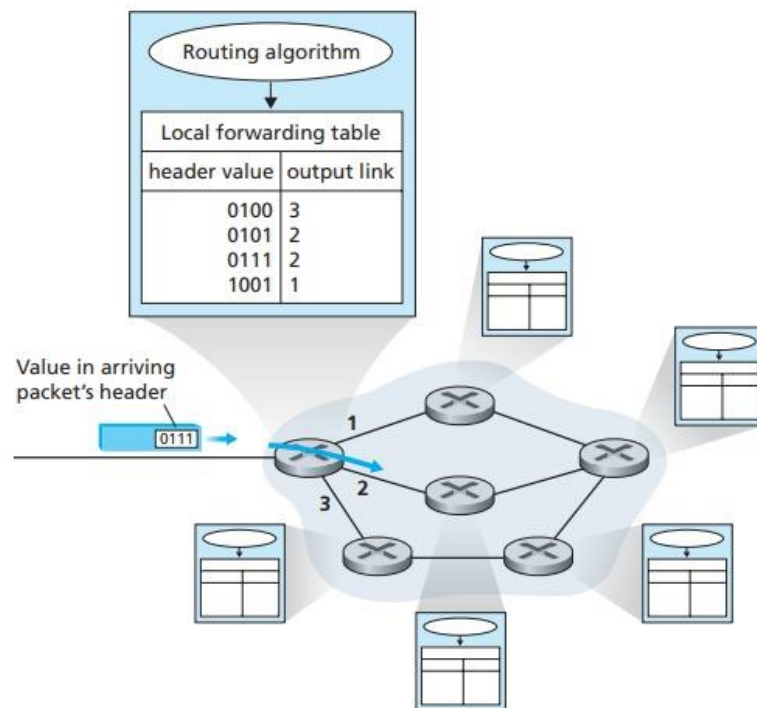 Routing algorithm
Local forwarding table
header value output link
0100 3
0101 2
0111 2
1001 1
Value in arriving
packet's header
0111
1
2
3